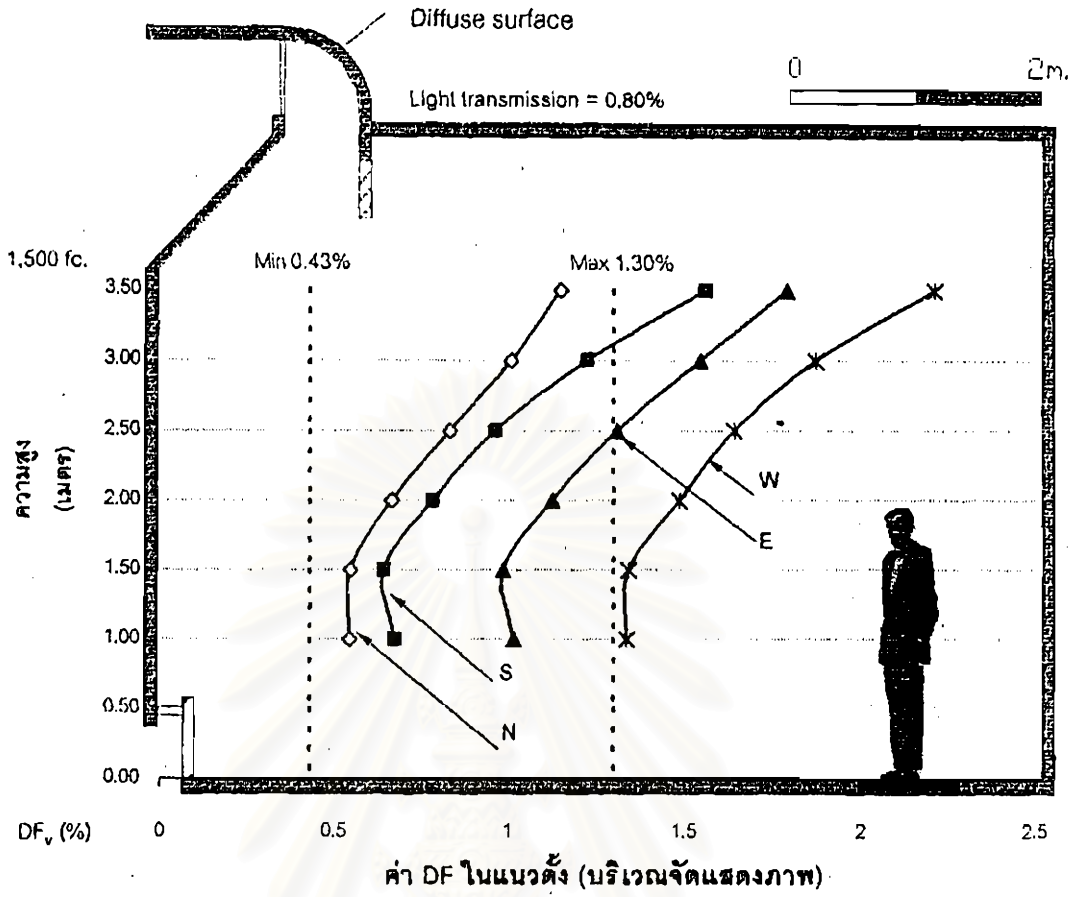 Diffuse surface
0 2m.
Light transmission = 0.80%
1,500 fc.
Min 0.43% Max 1.30%
3.50
3.00
2.50
2.00
1.50
1.00
0.50
0.00
ความสูง
(เมตร)
W
E
S
N
DFv (%) 0 0.5 1 1.5 2 2.5
ค่า DF ในแนวตั้ง (บริเวณจัดแสดงภาพ)